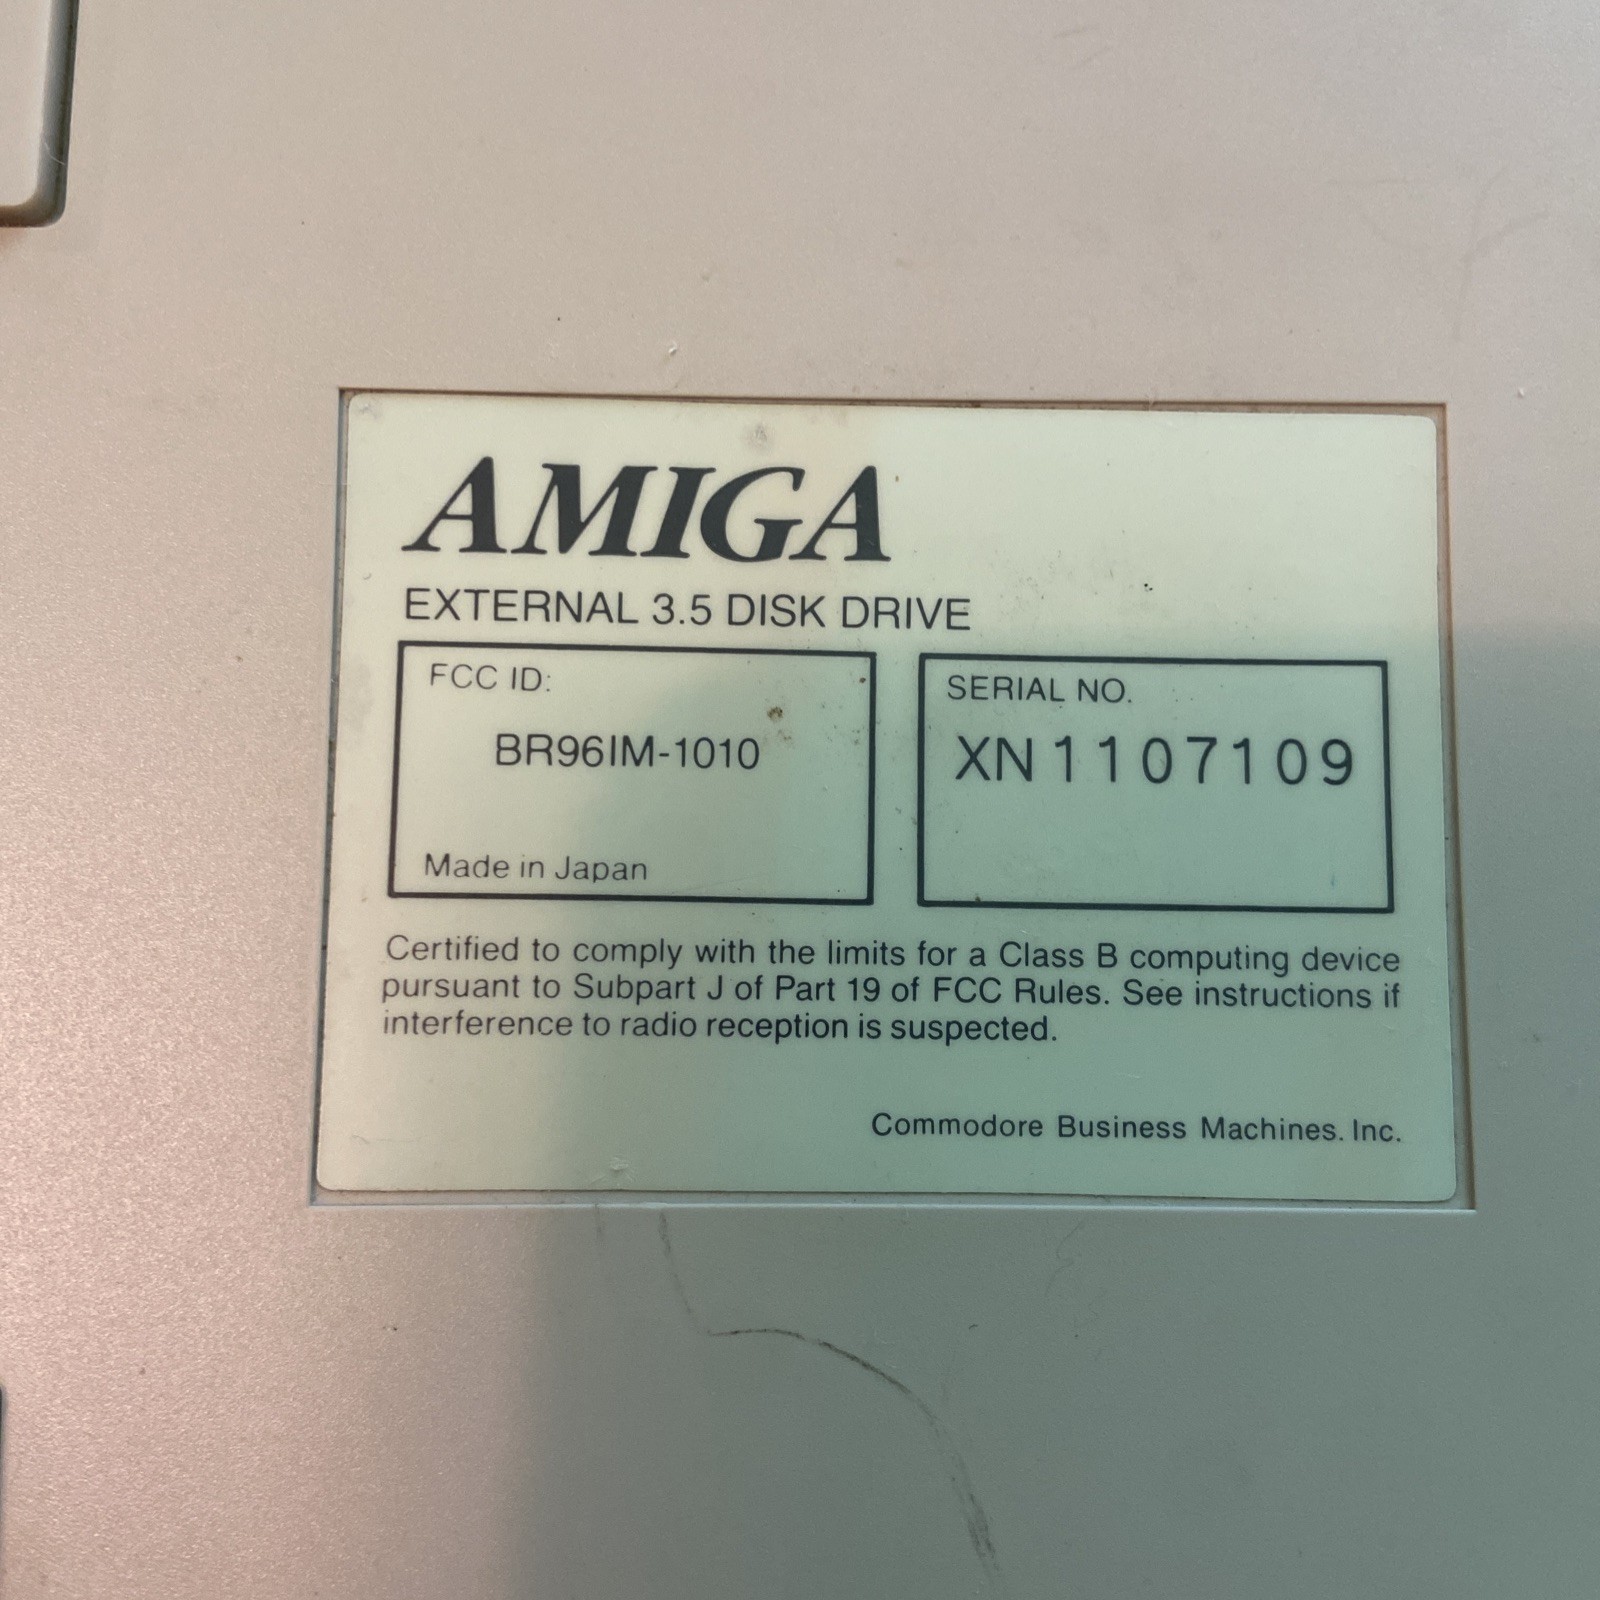 AMIGA
EXTERNAL 3.5 DISK DRIVE
FCC ID:
BR96IM-1010
Made in Japan
SERIAL NO.
XN1107109
Certified to comply with the limits for a Class B computing device
pursuant to Subpart J of Part 19 of FCC Rules. See instructions if
interference to radio reception is suspected.
Commodore Business Machines. Inc.